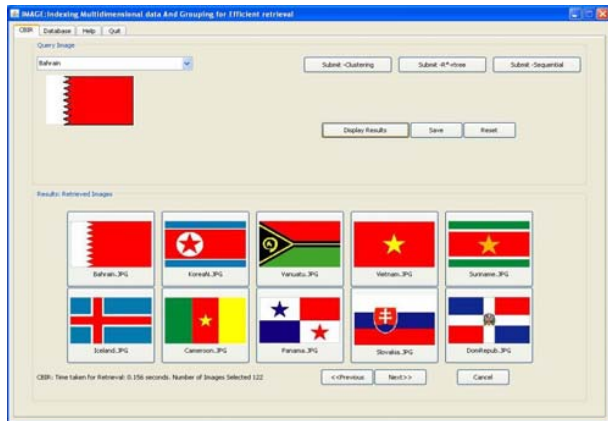 IMAGE:Indexing Multidimensional data And Grouping for Efficient retrieval
CBIR Database Help Quit
Query Image
Bahrain
Submit -Clustering Submit -R*-tree Submit -Sequential
Display Results Save Reset
Results: Retrieved Images
Bahrain.JPG KoreaN.JPG Vanuatu.JPG Vietnam.JPG Suriname.JPG
Iceland.JPG Cameroon.JPG Panama.JPG Slovakia.JPG DomRepub.JPG
CBIR: Time taken for Retrieval: 0.156 seconds. Number of Images Selected 122
<<Previous Next>> Cancel